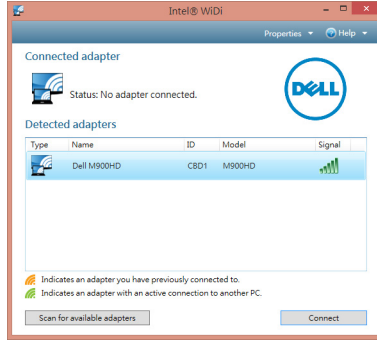 Intel® WiDi
Properties Help
Connected adapter
Status: No adapter connected.
DELL
Detected adapters
Type Name ID Model Signal
Dell M900HD CBD1 M900HD
Indicates an adapter you have previously connected to.
Indicates an adapter with an active connection to another PC.
Scan for available adapters Connect